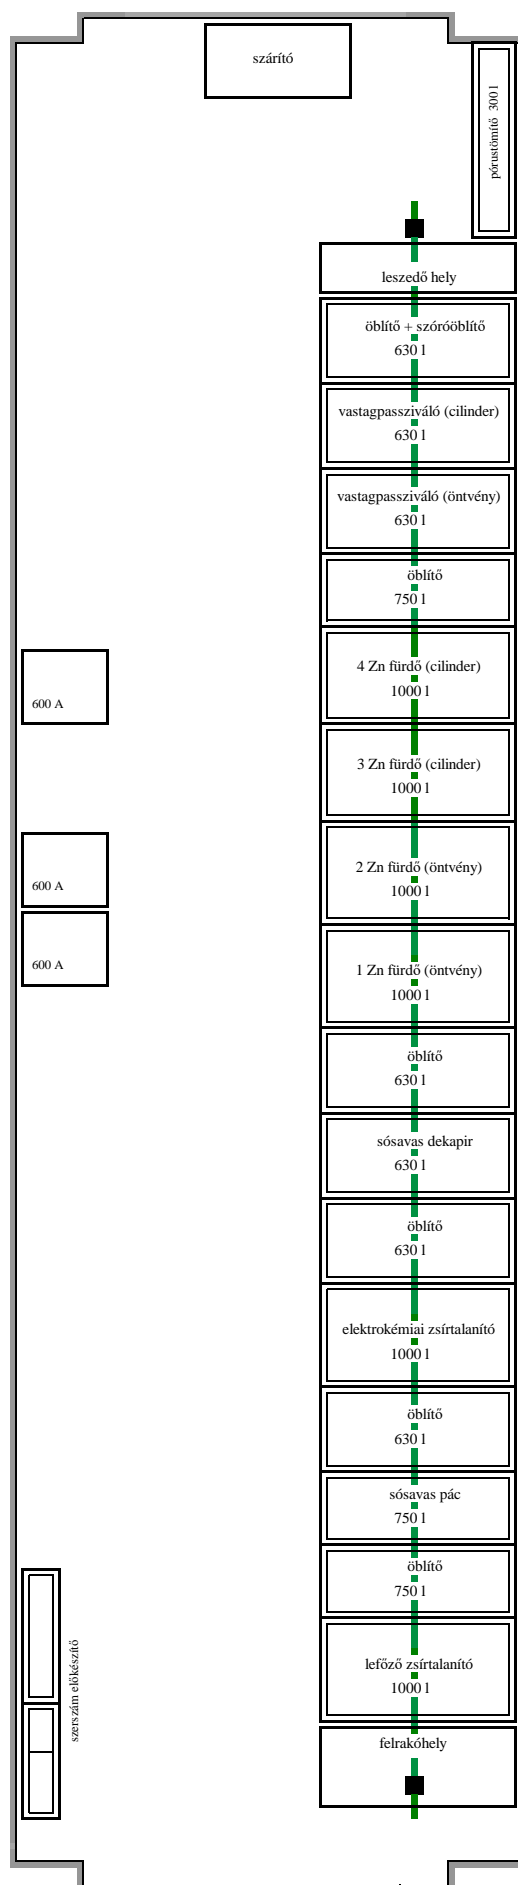 szárító
pórustömítő 300 l
leszedő hely
öblítő + szóróöblítő
630 l
vastagpassziváló (cilinder)
630 l
vastagpassziváló (öntvény)
630 l
öblítő
750 l
4 Zn fürdő (cilinder)
1000 l
600 A
3 Zn fürdő (cilinder)
1000 l
2 Zn fürdő (öntvény)
1000 l
600 A
1 Zn fürdő (öntvény)
1000 l
600 A
öblítő
630 l
sósavas dekapir
630 l
öblítő
630 l
elektrokémiai zsírtalanító
1000 l
öblítő
630 l
sósavas pác
750 l
öblítő
750 l
lefőző zsírtalanító
1000 l
szerszám előkészítő
felrakóhely